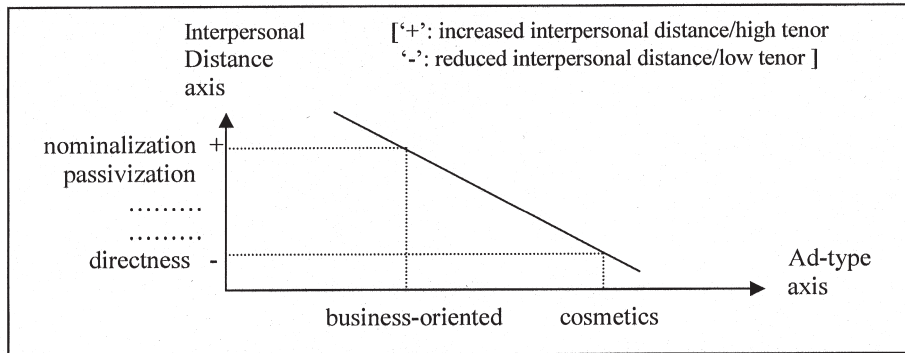 Interpersonal
Distance
axis
[‘+’: increased interpersonal distance/high tenor
‘-’: reduced interpersonal distance/low tenor ]
nominalization +
passivization
.........
.........
directness -
Ad-type
axis
business-oriented cosmetics